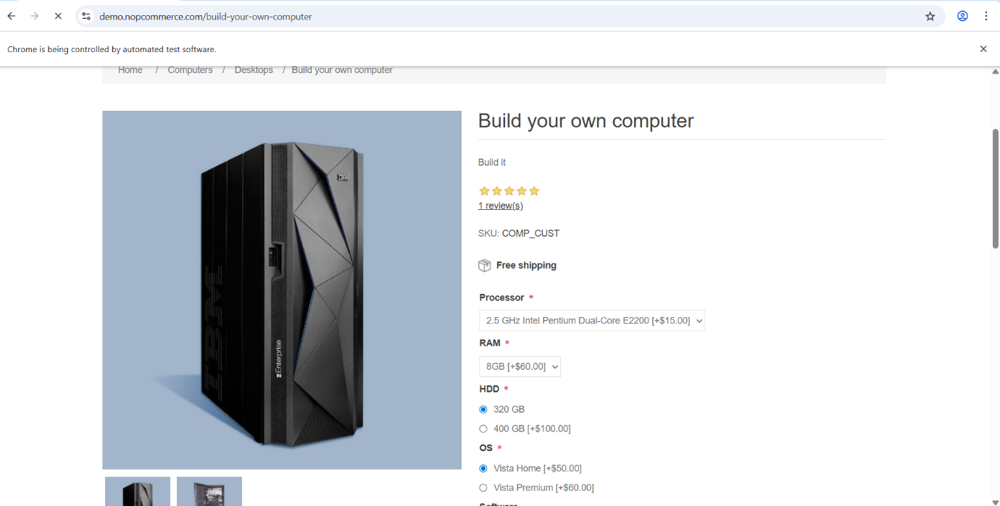 demo.nopcommerce.com/build-your-own-computer
Chrome is being controlled by automated test software.
Home / Computers / Desktops / Build your own computer
Build your own computer
Build it
1 review(s)
SKU: COMP_CUST
Free shipping
Processor *
2.5 GHz Intel Pentium Dual-Core E2200 [+$15.00]
RAM *
8GB [+$60.00]
HDD *
320 GB
400 GB [+$100.00]
OS *
Vista Home [+$50.00]
Vista Premium [+$60.00]
Software
IBM
IBM
zEnterprise